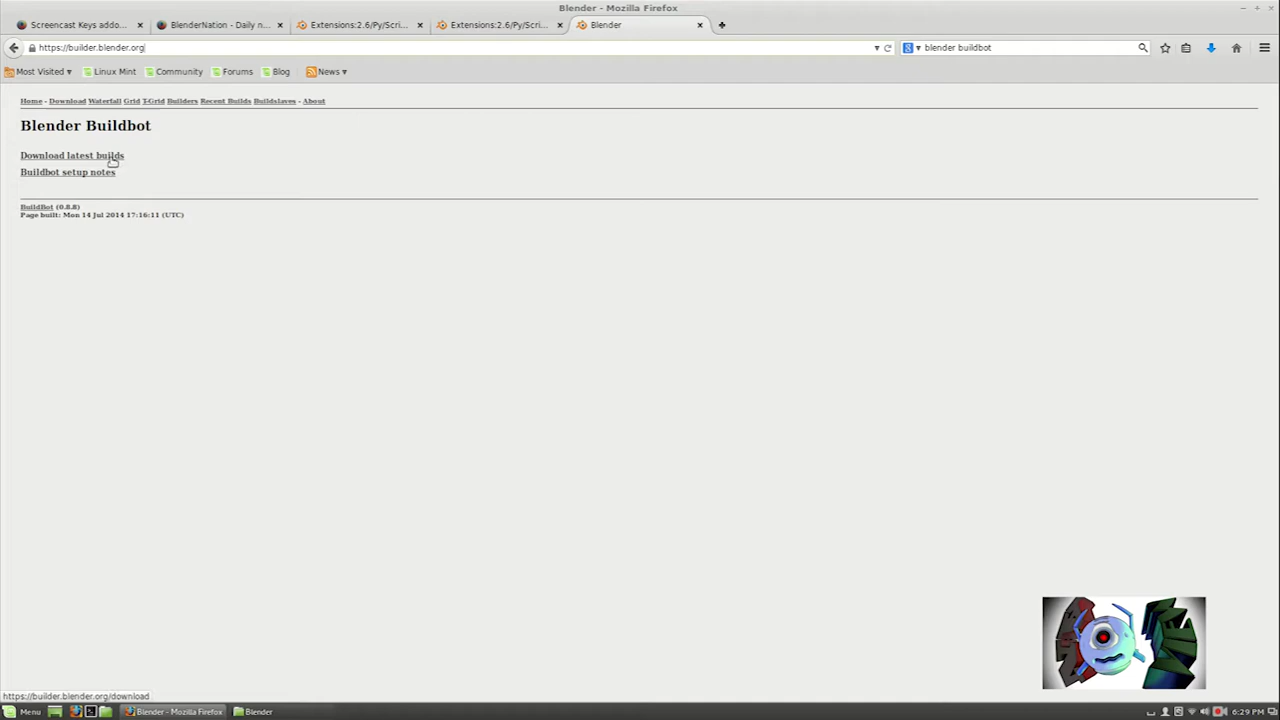 Blender - Mozilla Firefox
Screencast Keys addo...
BlenderNation - Daily n...
Extensions:2.6/Py/Scri...
Extensions:2.6/Py/Scri...
Blender
https://builder.blender.org
blender buildbot
Most Visited
Linux Mint
Community
Forums
Blog
News
Home - Download Waterfall Grid T-Grid Builders Recent Builds Buildslaves - About
Blender Buildbot
Download latest builds
Buildbot setup notes
BuildBot (0.8.8)
Page built: Mon 14 Jul 2014 17:16:11 (UTC)
https://builder.blender.org/download
Menu
Blender - Mozilla Firefox
Blender
6:29 PM